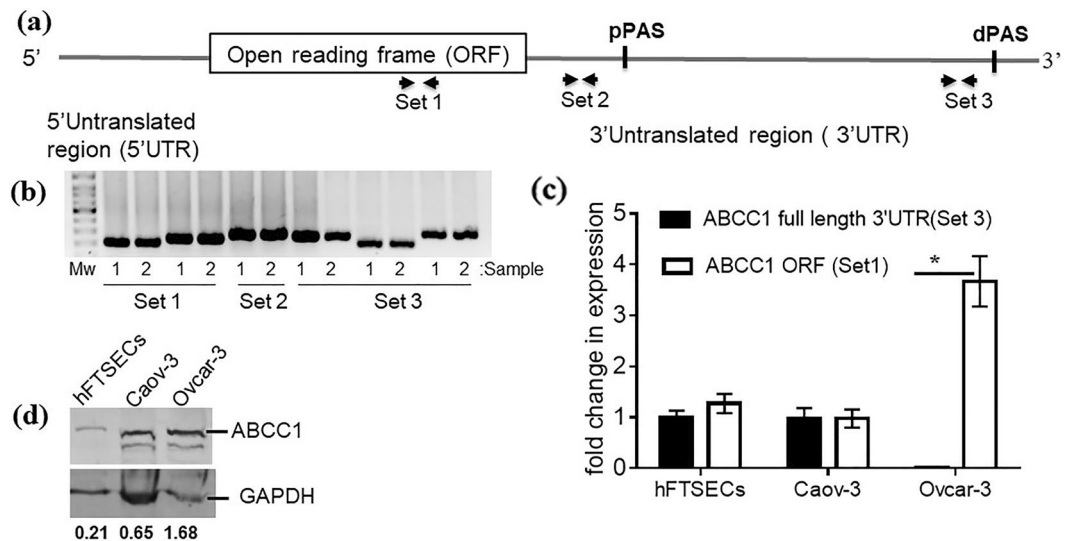 (a)
pPAS
dPAS
5’
Open reading frame (ORF)
3’
Set 1
Set 2
Set 3
5’Untranslated
region (5’UTR)
3’Untranslated region ( 3’UTR)
(b)
Mw 1 2 1 2 1 2 1 2 1 2 1 2 :Sample
Set 1 Set 2 Set 3
(c)
fold change in expression
5
4
3
2
1
0
ABCC1 full length 3'UTR(Set 3)
ABCC1 ORF (Set1)
*
hFTSECs Caov-3 Ovcar-3
(d)
hFTSECs
Caov-3
Ovcar-3
ABCC1
GAPDH
0.21 0.65 1.68